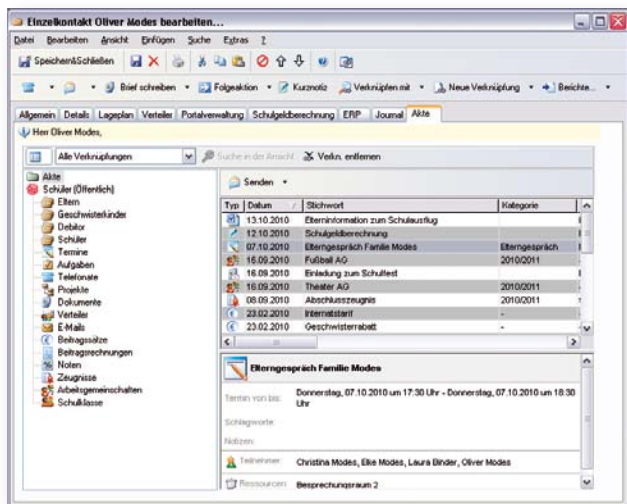 Einzelkontakt Oliver Modes bearbeiten...
Datei Bearbeiten Ansicht Einfügen Suche Extras ?
Speichern&Schließen
Brief schreiben Folgeaktion Kurznotiz Verknüpfen mit Neue Verknüpfung Berichte...
Allgemein Details Lageplan Verteiler Portalverwaltung Schulgeldberechnung ERP Journal Akte
Herr Oliver Modes,
Alle Verknüpfungen Suche in der Ansicht Verkn. entfernen
Akte
Schüler (Öffentlich)
Eltern
Geschwisterkinder
Debitor
Schüler
Termine
Aufgaben
Telefonate
Projekte
Dokumente
Verteiler
E-Mails
Beitragssätze
Beitragsrechnungen
Noten
Zeugnisse
Arbeitsgemeinschaften
Schulklasse
Senden
Typ Datum Stichwort Kategorie
13.10.2010 Elterninformation zum Schulausflug
12.10.2010 Schulgeldberechnung
07.10.2010 Elterngespräch Familie Modes Elterngespräch
16.09.2010 Fußball AG 2010/2011
16.09.2010 Einladung zum Schulfest
16.09.2010 Theater AG 2010/2011
08.09.2010 Abschlusszeugnis 2010/2011
23.02.2010 Internatstarif -
23.02.2010 Geschwisterrabatt -
Elterngespräch Familie Modes
Termin von bis: Donnerstag, 07.10.2010 um 17:30 Uhr - Donnerstag, 07.10.2010 um 18:30
Uhr
Schlagworte:
Notizen:
Teilnehmer: Christina Modes, Elke Modes, Laura Binder, Oliver Modes
Ressourcen: Besprechungsraum 2